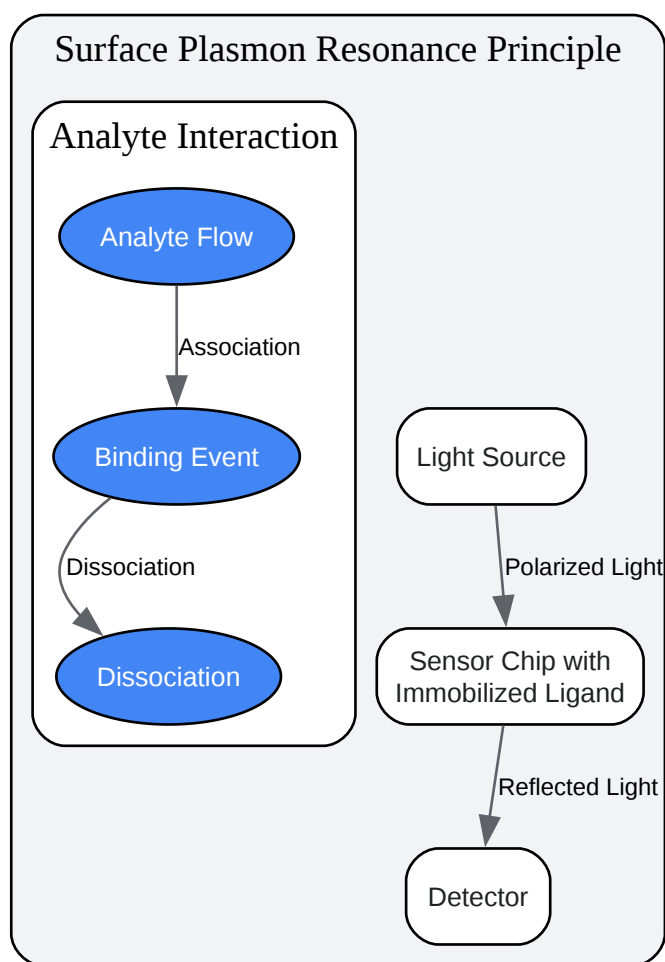 Surface Plasmon Resonance Principle
Analyte Interaction
Analyte Flow
Association
Binding Event
Dissociation
Dissociation
Light Source
Polarized Light
Sensor Chip with
Immobilized Ligand
Reflected Light
Detector